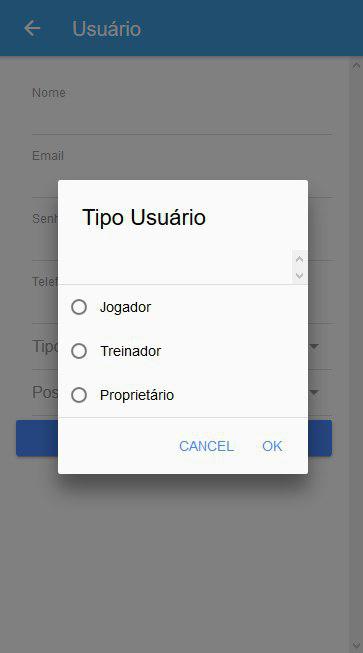 Usuário
Nome
Email
Tipo Usuário
Jogador
Treinador
Proprietário
CANCEL
OK